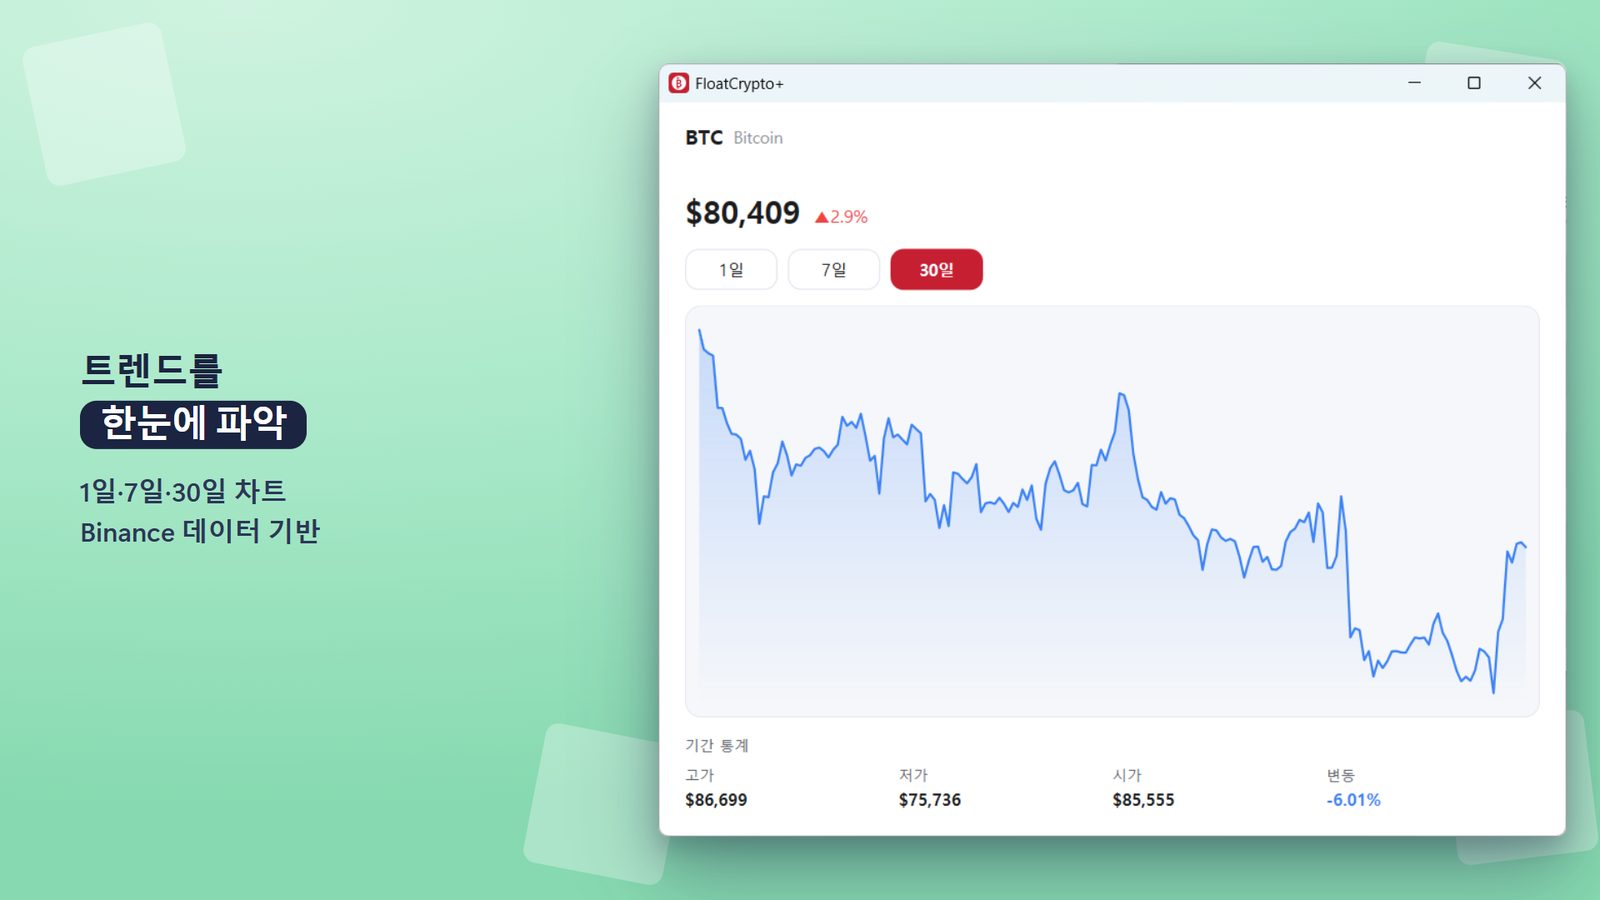 트렌드를
한눈에 파악
1일·7일·30일 차트
Binance 데이터 기반
FloatCrypto+
BTC Bitcoin
$80,409 ▲2.9%
1일 7일 30일
기간 통계
고가 저가 시가 변동
$86,699 $75,736 $85,555 -6.01%